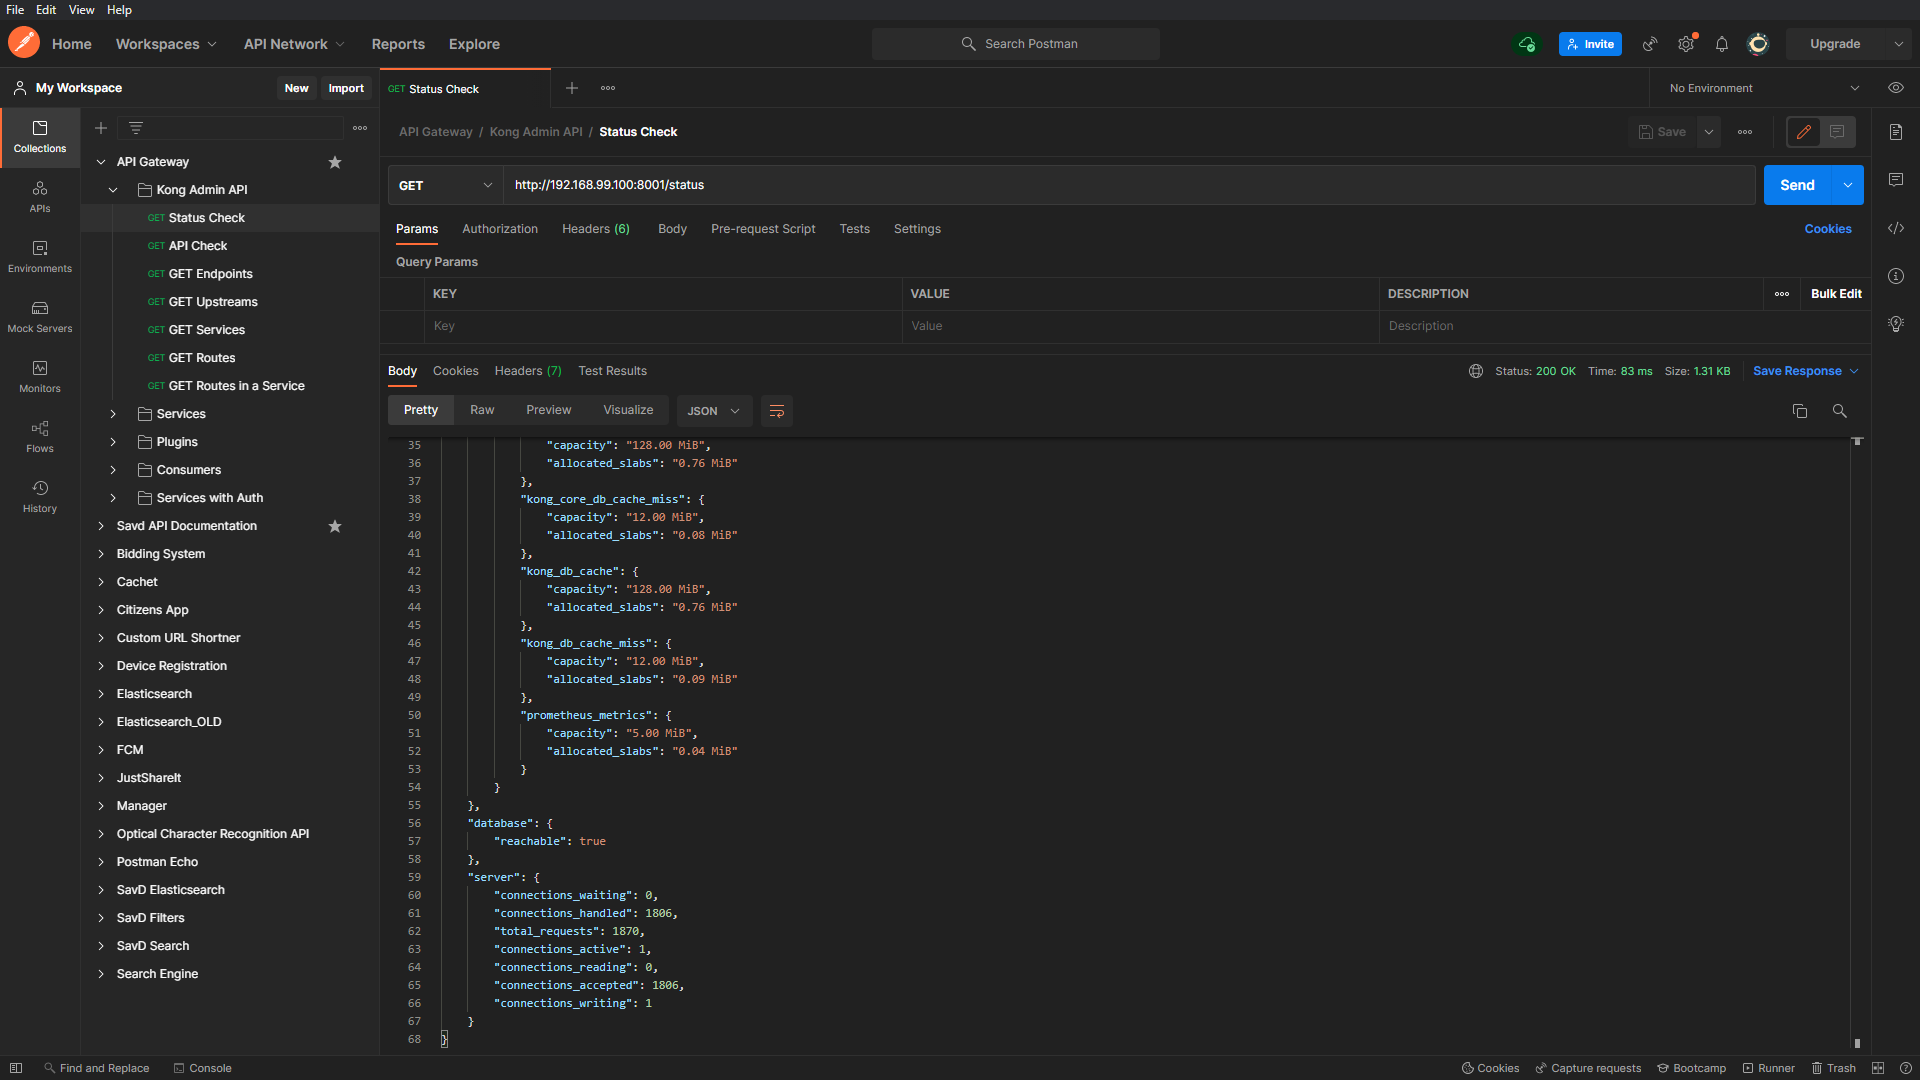 File Edit View Help
Home Workspaces API Network Reports Explore Search Postman Invite Upgrade
My Workspace New Import GET Status Check No Environment
Collections
APIs
Environments
Mock Servers
Monitors
Flows
History
API Gateway
Kong Admin API
GET Status Check
GET API Check
GET GET Endpoints
GET GET Upstreams
GET GET Services
GET GET Routes
GET GET Routes in a Service
Services
Plugins
Consumers
Services with Auth
Savd API Documentation
Bidding System
Cachet
Citizens App
Custom URL Shortner
Device Registration
Elasticsearch
Elasticsearch_OLD
FCM
JustShareIt
Manager
Optical Character Recognition API
Postman Echo
SavD Elasticsearch
SavD Filters
SavD Search
Search Engine
API Gateway / Kong Admin API / Status Check Save
GET http://192.168.99.100:8001/status Send
Params Authorization Headers (6) Body Pre-request Script Tests Settings Cookies
Query Params
KEY VALUE DESCRIPTION Bulk Edit
Key Value Description
Body Cookies Headers (7) Test Results Status: 200 OK Time: 83 ms Size: 1.31 KB Save Response
Pretty Raw Preview Visualize JSON
35 "capacity": "128.00 MiB",
36 "allocated_slabs": "0.76 MiB"
37 },
38 "kong_core_db_cache_miss": {
39 "capacity": "12.00 MiB",
40 "allocated_slabs": "0.08 MiB"
41 },
42 "kong_db_cache": {
43 "capacity": "128.00 MiB",
44 "allocated_slabs": "0.76 MiB"
45 },
46 "kong_db_cache_miss": {
47 "capacity": "12.00 MiB",
48 "allocated_slabs": "0.09 MiB"
49 },
50 "prometheus_metrics": {
51 "capacity": "5.00 MiB",
52 "allocated_slabs": "0.04 MiB"
53 }
54 }
55 },
56 "database": {
57 "reachable": true
58 },
59 "server": {
60 "connections_waiting": 0,
61 "connections_handled": 1806,
62 "total_requests": 1870,
63 "connections_active": 1,
64 "connections_reading": 0,
65 "connections_accepted": 1806,
66 "connections_writing": 1
67 }
68 }
Find and Replace Console Cookies Capture requests Bootcamp Runner Trash